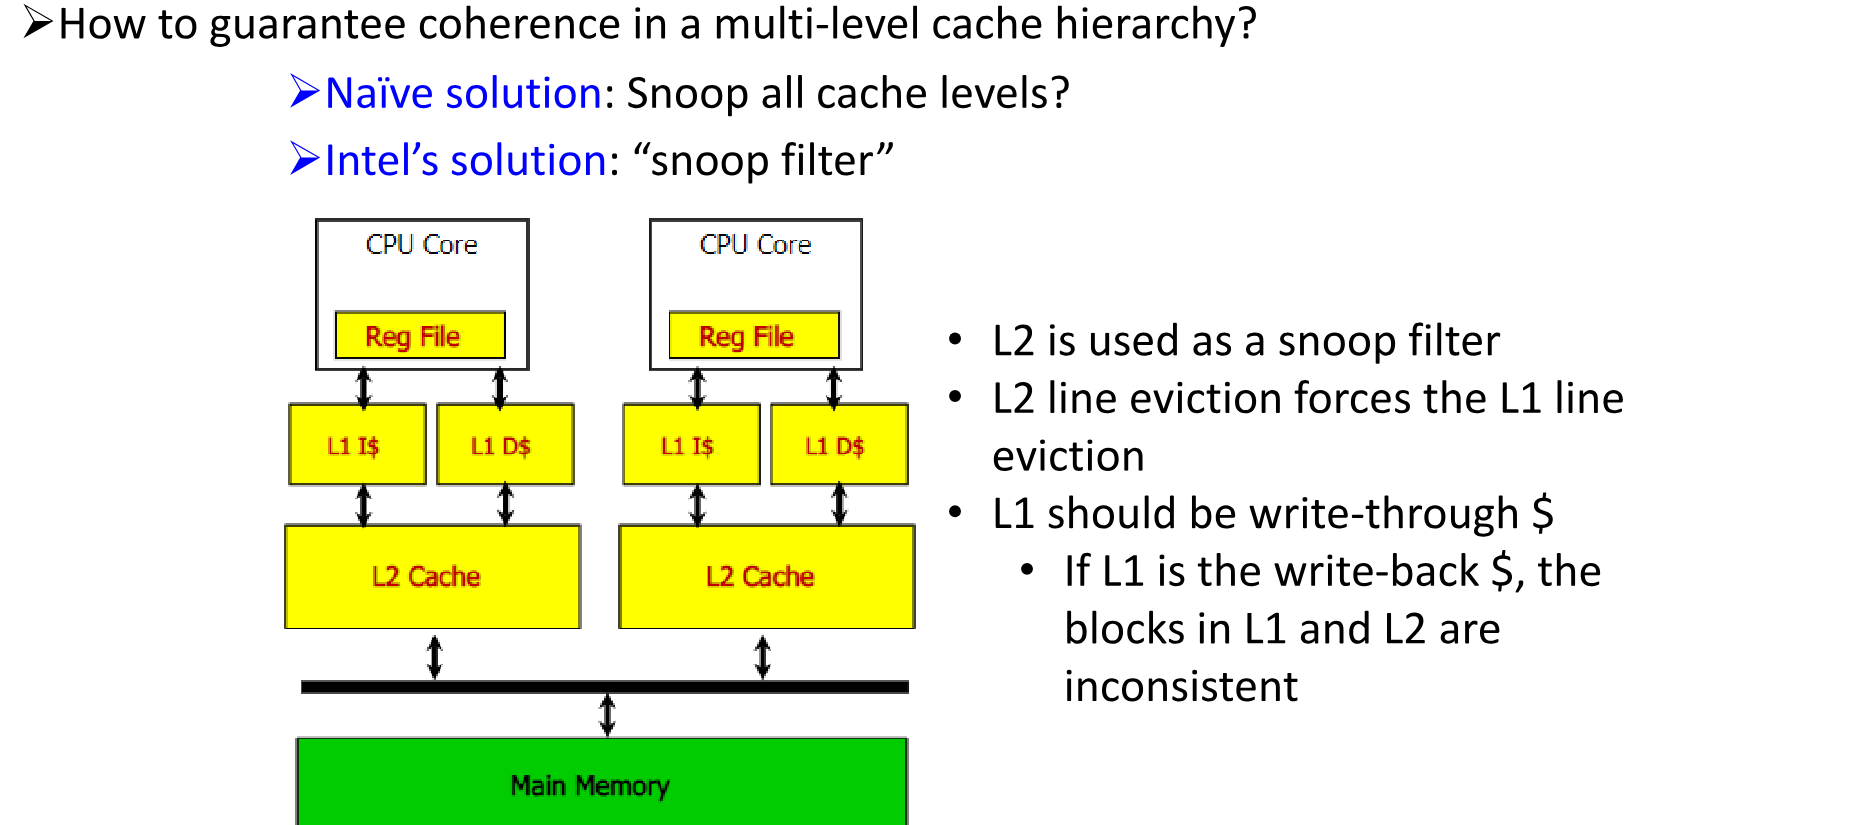 ➢How to guarantee coherence in a multi-level cache hierarchy?
➢Naïve solution: Snoop all cache levels?
➢Intel’s solution: “snoop filter”
CPU Core
CPU Core
Reg File
Reg File
L1 I$
L1 D$
L1 I$
L1 D$
L2 Cache
L2 Cache
Main Memory
• L2 is used as a snoop filter
• L2 line eviction forces the L1 line
eviction
• L1 should be write-through $
• If L1 is the write-back $, the
blocks in L1 and L2 are
inconsistent